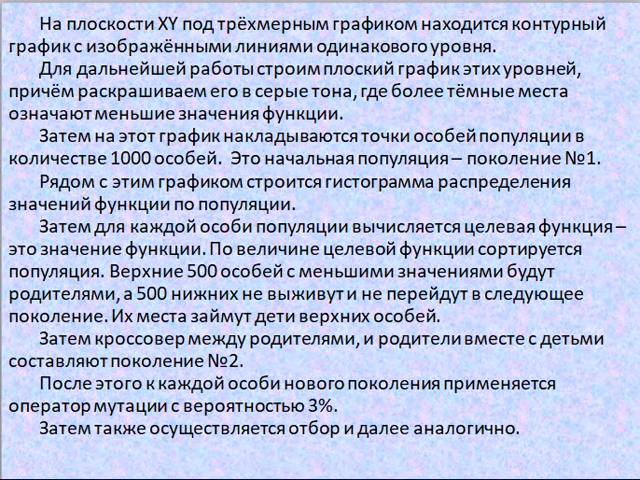 На плоскости XY под трёхмерным графиком находится контурный
график с изображёнными линиями одинакового уровня.
Для дальнейшей работы строим плоский график этих уровней,
причём раскрашиваем его в серые тона, где более тёмные места
означают меньшие значения функции.
Затем на этот график накладываются точки особей популяции в
количестве 1000 особей. Это начальная популяция – поколение №1.
Рядом с этим графиком строится гистограмма распределения
значений функции по популяции.
Затем для каждой особи популяции вычисляется целевая функция –
это значение функции. По величине целевой функции сортируется
популяция. Верхние 500 особей с меньшими значениями будут
родителями, а 500 нижних не выживут и не перейдут в следующее
поколение. Их места займут дети верхних особей.
Затем кроссовер между родителями, и родители вместе с детьми
составляют поколение №2.
После этого к каждой особи нового поколения применяется
оператор мутации с вероятностью 3%.
Затем также осуществляется отбор и далее аналогично.